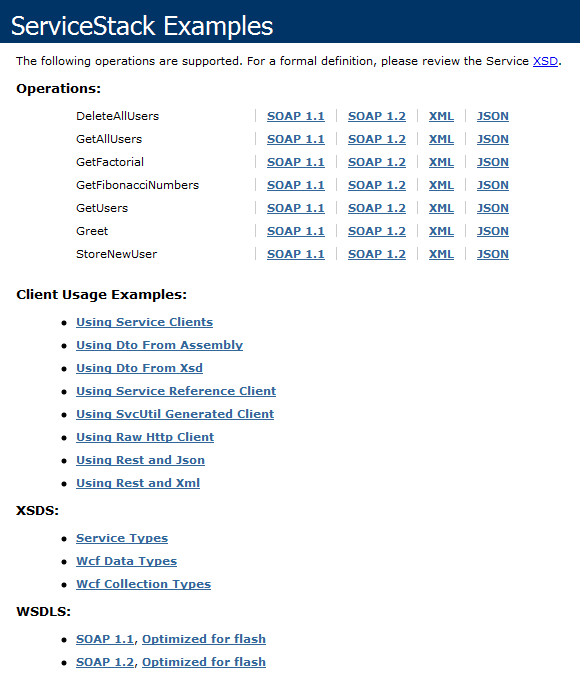 ServiceStack Examples
The following operations are supported. For a formal definition, please review the Service XSD.
Operations:
DeleteAllUsers SOAP 1.1 SOAP 1.2 XML JSON
GetAllUsers SOAP 1.1 SOAP 1.2 XML JSON
GetFactorial SOAP 1.1 SOAP 1.2 XML JSON
GetFibonacciNumbers SOAP 1.1 SOAP 1.2 XML JSON
GetUsers SOAP 1.1 SOAP 1.2 XML JSON
Greet SOAP 1.1 SOAP 1.2 XML JSON
StoreNewUser SOAP 1.1 SOAP 1.2 XML JSON
Client Usage Examples:
Using Service Clients
Using Dto From Assembly
Using Dto From Xsd
Using Service Reference Client
Using SvcUtil Generated Client
Using Raw Http Client
Using Rest and Json
Using Rest and Xml
XSDS:
Service Types
Wcf Data Types
Wcf Collection Types
WSDLS:
SOAP 1.1, Optimized for flash
SOAP 1.2, Optimized for flash